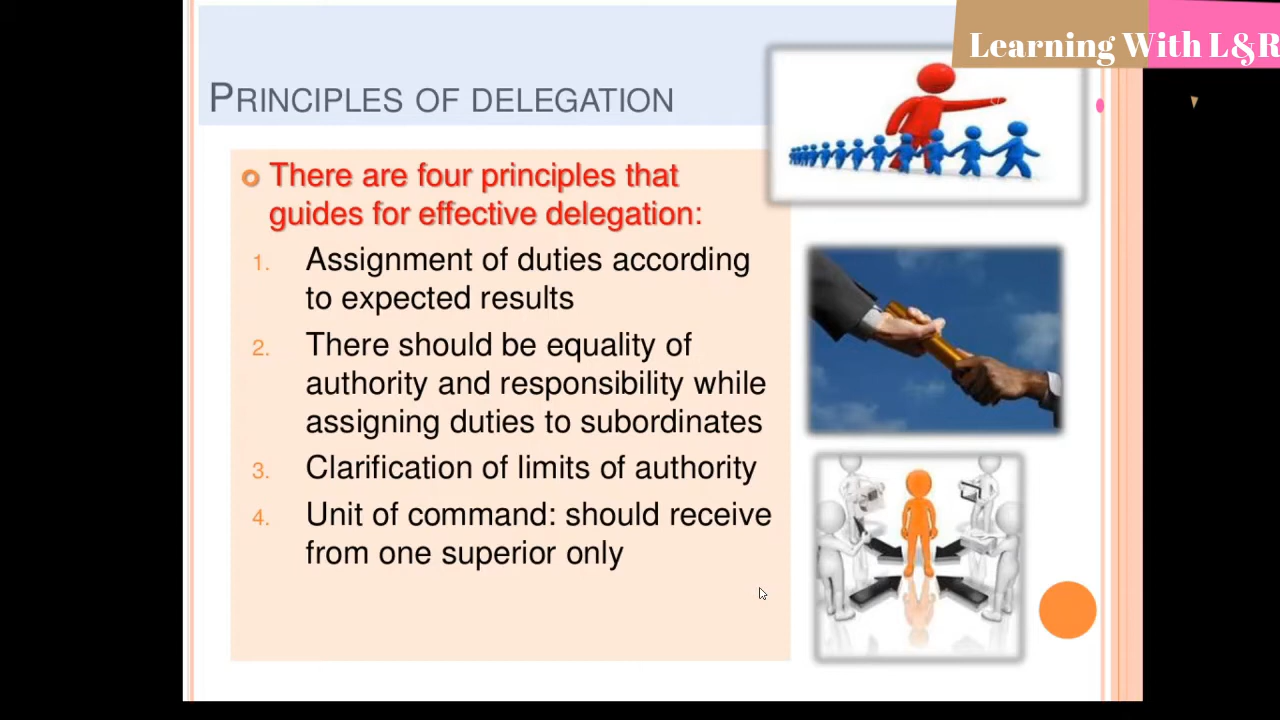 Learning With L&R
PRINCIPLES OF DELEGATION
There are four principles that
guides for effective delegation:
1. Assignment of duties according
to expected results
2. There should be equality of
authority and responsibility while
assigning duties to subordinates
3. Clarification of limits of authority
4. Unit of command: should receive
from one superior only